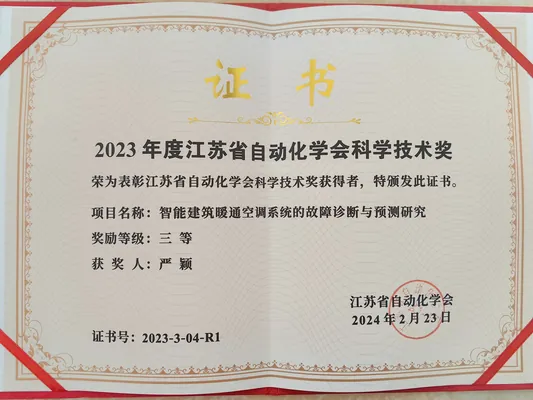 证书
2023年度江苏省自动化学会科学技术奖
荣为表彰江苏省自动化学会科学技术奖获得者，特颁发此证书。
项目名称：智能建筑暖通空调系统的故障诊断与预测研究
奖励等级：三 等
获 奖 人：严 颖
江苏省自动化学会
2024年2月23日
证书号：2023-3-04-R1